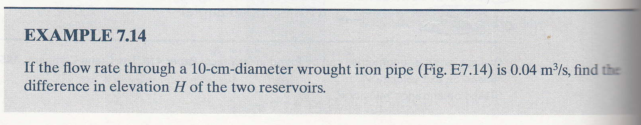 EXAMPLE 7.14
If the flow rate through a 10-cm-diameter wrought iron pipe (Fig. E7.14) is 0.04 m³/s, find the
difference in elevation H of the two reservoirs.